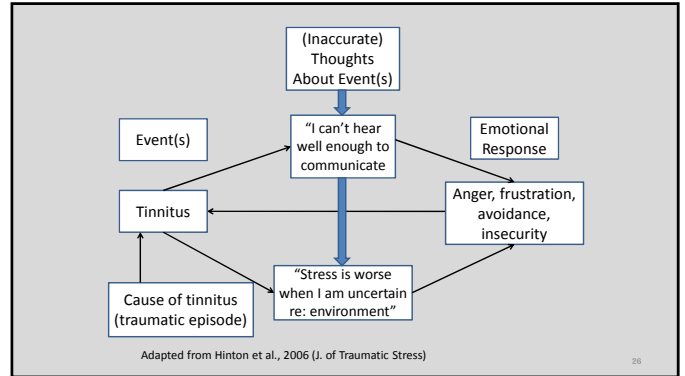 (Inaccurate)
Thoughts
About Event(s)
Event(s)
“I can’t hear
well enough to
communicate
Emotional
Response
Tinnitus
Anger, frustration,
avoidance,
insecurity
Cause of tinnitus
(traumatic episode)
“Stress is worse
when I am uncertain
re: environment”
Adapted from Hinton et al., 2006 (J. of Traumatic Stress)
26